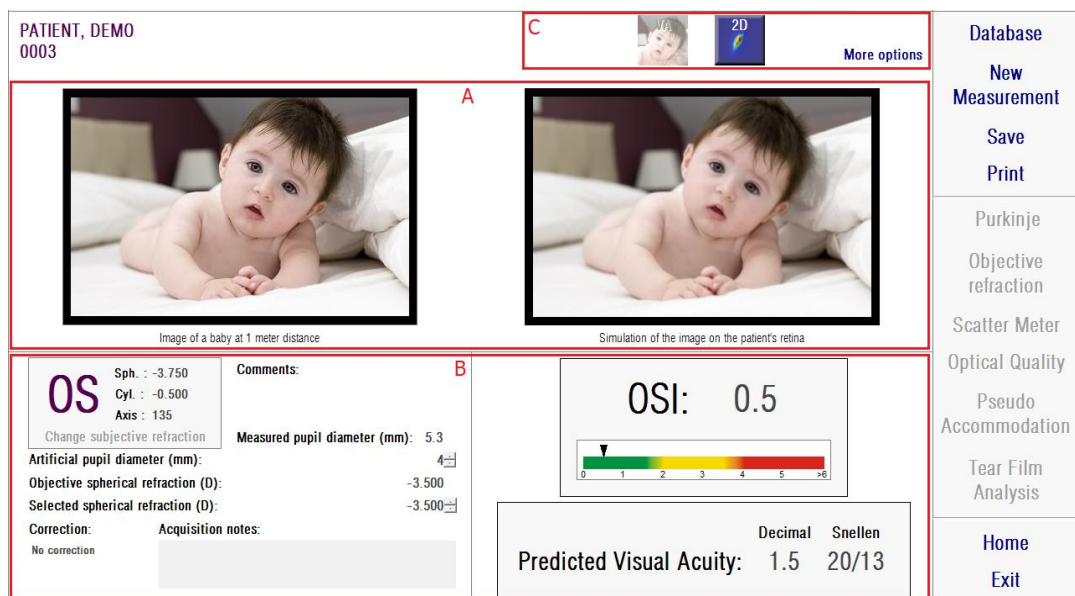 PATIENT, DEMO
0003
C
VA
2D
More options
A
Image of a baby at 1 meter distance
Simulation of the image on the patient's retina
B
OS
Sph. : -3.750
Cyl. : -0.500
Axis : 135
Change subjective refraction
Comments:
Measured pupil diameter (mm): 5.3
Artificial pupil diameter (mm): 4
Objective spherical refraction (D): -3.500
Selected spherical refraction (D): -3.500
Correction: Acquisition notes:
No correction
OSI: 0.5
0 1 2 3 4 5 >6
Decimal Snellen
Predicted Visual Acuity: 1.5 20/13
Database
New
Measurement
Save
Print
Purkinje
Objective
refraction
Scatter Meter
Optical Quality
Pseudo
Accommodation
Tear Film
Analysis
Home
Exit